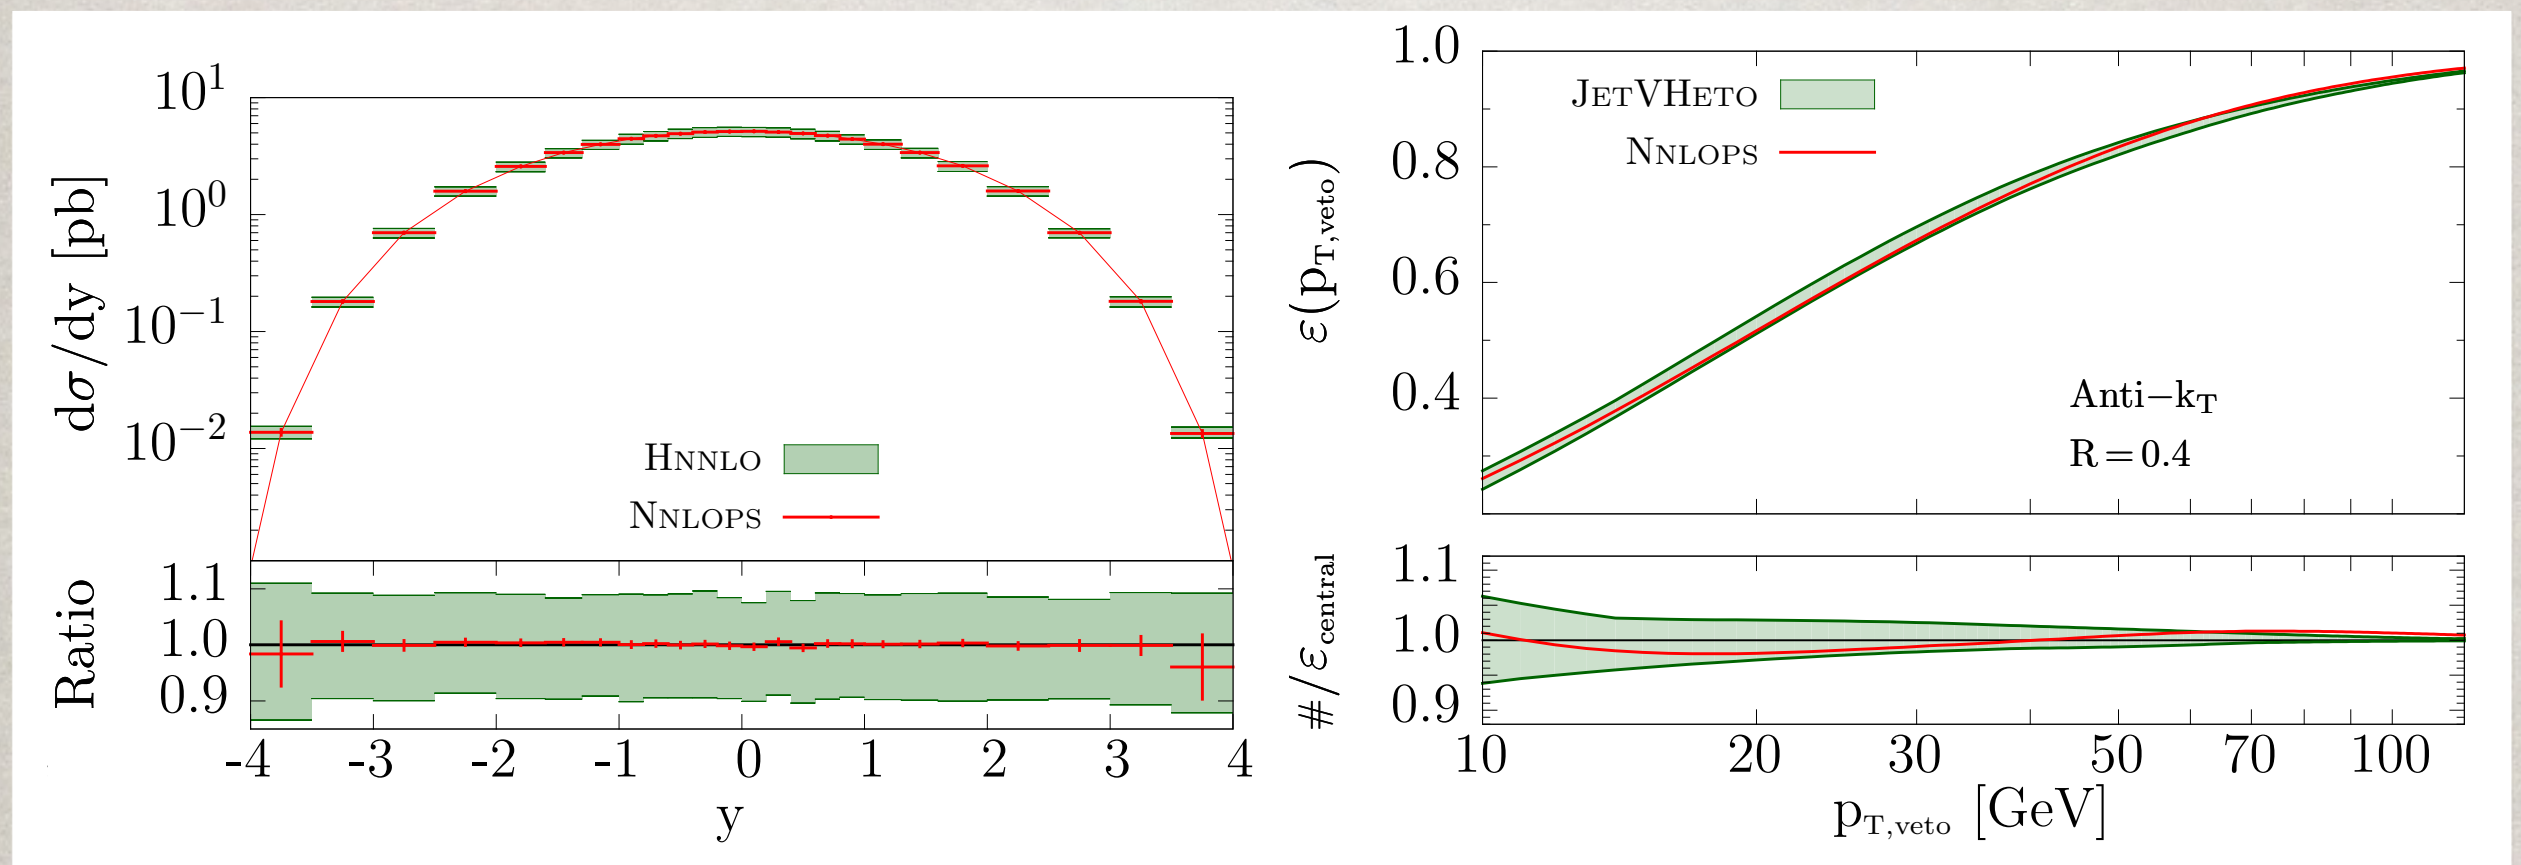 10^1
10^0
10^−1
10^−2
dσ/dy [pb]
HNNLO
NNLOPS
1.1
1.0
0.9
Ratio
-4 -3 -2 -1 0 1 2 3 4
y
1.0
0.8
0.6
0.4
ε(p_T,veto)
JETVHETO
NNLOPS
Anti−k_T
R = 0.4
1.1
1.0
0.9
#/ε_central
10 20 30 50 70 100
p_T,veto [GeV]